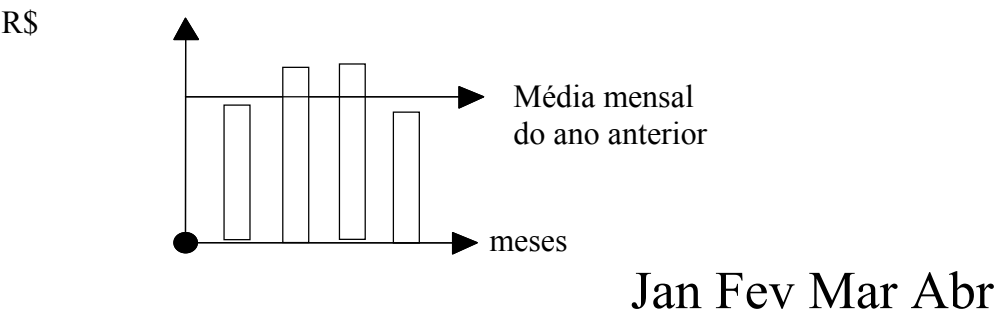 R$
Média mensal
do ano anterior
meses
Jan Fev Mar Abr